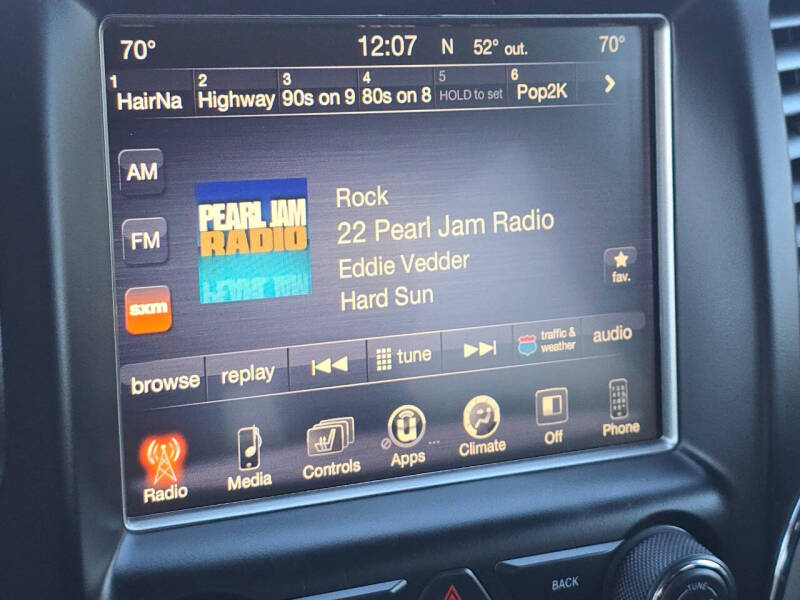 70° 12:07 N 52° out. 70°
1 2 3 4 5 6
HairNa Highway 90s on 9 80s on 8 HOLD to set Pop2K
AM
FM
sxm
PEARL JAM
RADIO
Rock
22 Pearl Jam Radio
Eddie Vedder
Hard Sun
fav.
browse replay tune traffic & weather audio
Radio Media Controls Apps Climate Off Phone
BACK
TUNE